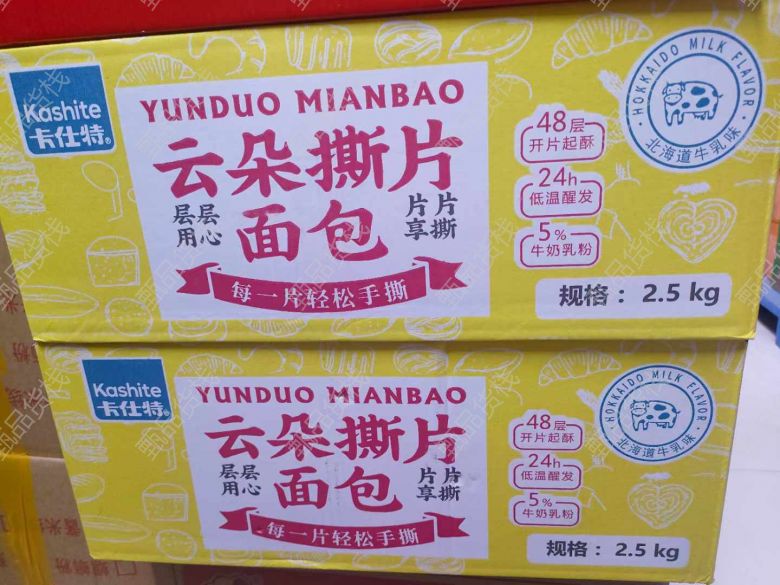 Kashite
卡仕特®
YUNDUO MIANBAO
云朵撕片
面包
层层
用心
片片
享撕
每一片轻松手撕
48层
开片起酥
24h
低温醒发
5%
牛奶乳粉
HOKKAIDO MILK FLAVOR
北海道牛乳味
规格： 2.5 kg
Kashite
卡仕特®
YUNDUO MIANBAO
云朵撕片
面包
层层
用心
片片
享撕
每一片轻松手撕
48层
开片起酥
24h
低温醒发
5%
牛奶乳粉
HOKKAIDO MILK FLAVOR
北海道牛乳味
规格： 2.5 kg
甄品货栈